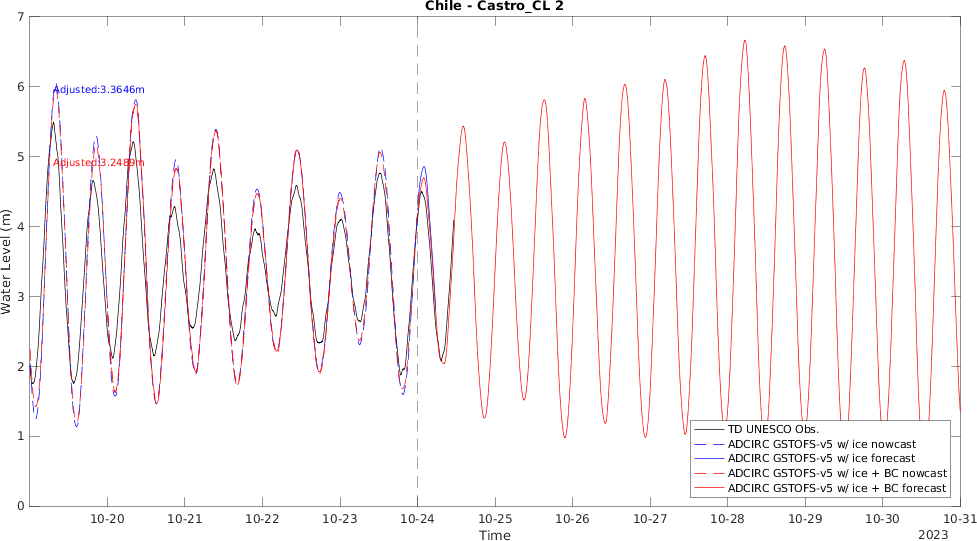 Chile - Castro_CL 2
7
6
5
4
3
2
1
0
Water Level (m)
Adjusted:3.3646m
Adjusted:3.2489m
TD UNESCO Obs.
ADCIRC GSTOFS-v5 w/ ice nowcast
ADCIRC GSTOFS-v5 w/ ice forecast
ADCIRC GSTOFS-v5 w/ ice + BC nowcast
ADCIRC GSTOFS-v5 w/ ice + BC forecast
10-20 10-21 10-22 10-23 10-24 10-25 10-26 10-27 10-28 10-29 10-30 10-31
Time
2023